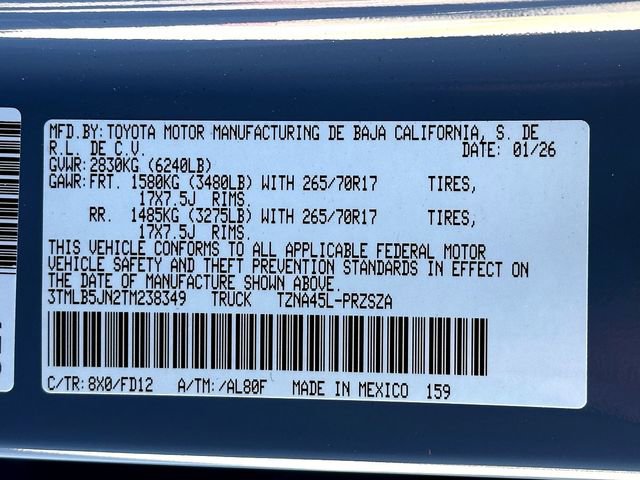 MFD.BY:TOYOTA MOTOR MANUFACTURING DE BAJA CALIFORNIA, S. DE
R.L. DE C.V. DATE: 01/26
GVWR:2830KG (6240LB)
GAWR:FRT. 1580KG (3480LB) WITH 265/70R17 TIRES,
17X7.5J RIMS.
RR. 1485KG (3275LB) WITH 265/70R17 TIRES,
17X7.5J RIMS.
THIS VEHICLE CONFORMS TO ALL APPLICABLE FEDERAL MOTOR
VEHICLE SAFETY AND THEFT PREVENTION STANDARDS IN EFFECT ON
THE DATE OF MANUFACTURE SHOWN ABOVE.
3TMLB5JN2TM238349 TRUCK TZNA45L-PRZSZA
C/TR:8X0/FD12 A/TM:/AL80F MADE IN MEXICO 159